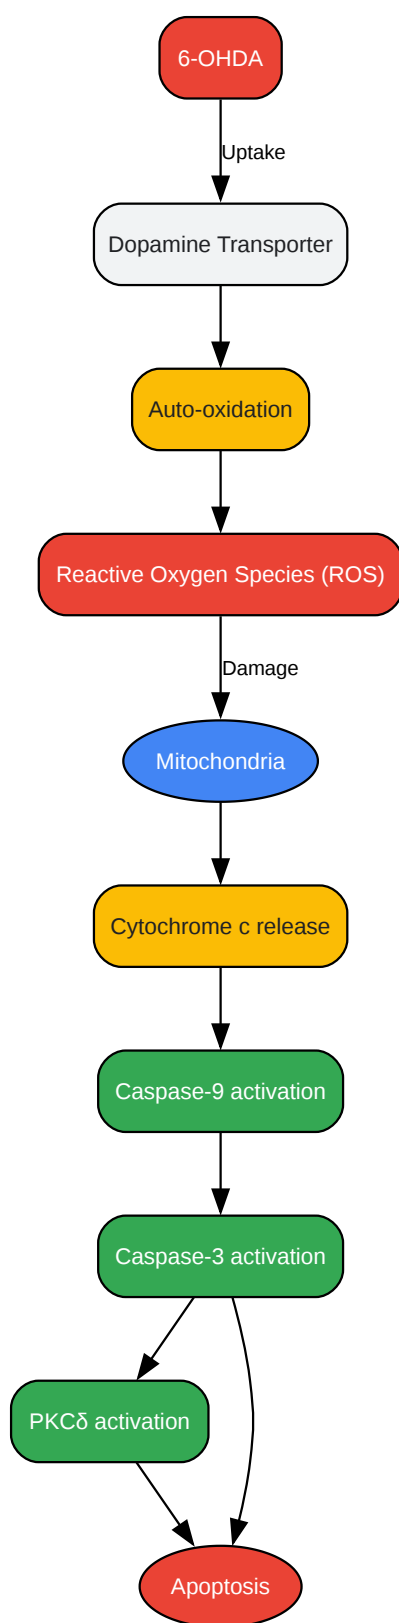 6-OHDA
Uptake
Dopamine Transporter
Auto-oxidation
Reactive Oxygen Species (ROS)
Damage
Mitochondria
Cytochrome c release
Caspase-9 activation
Caspase-3 activation
PKCδ activation
Apoptosis